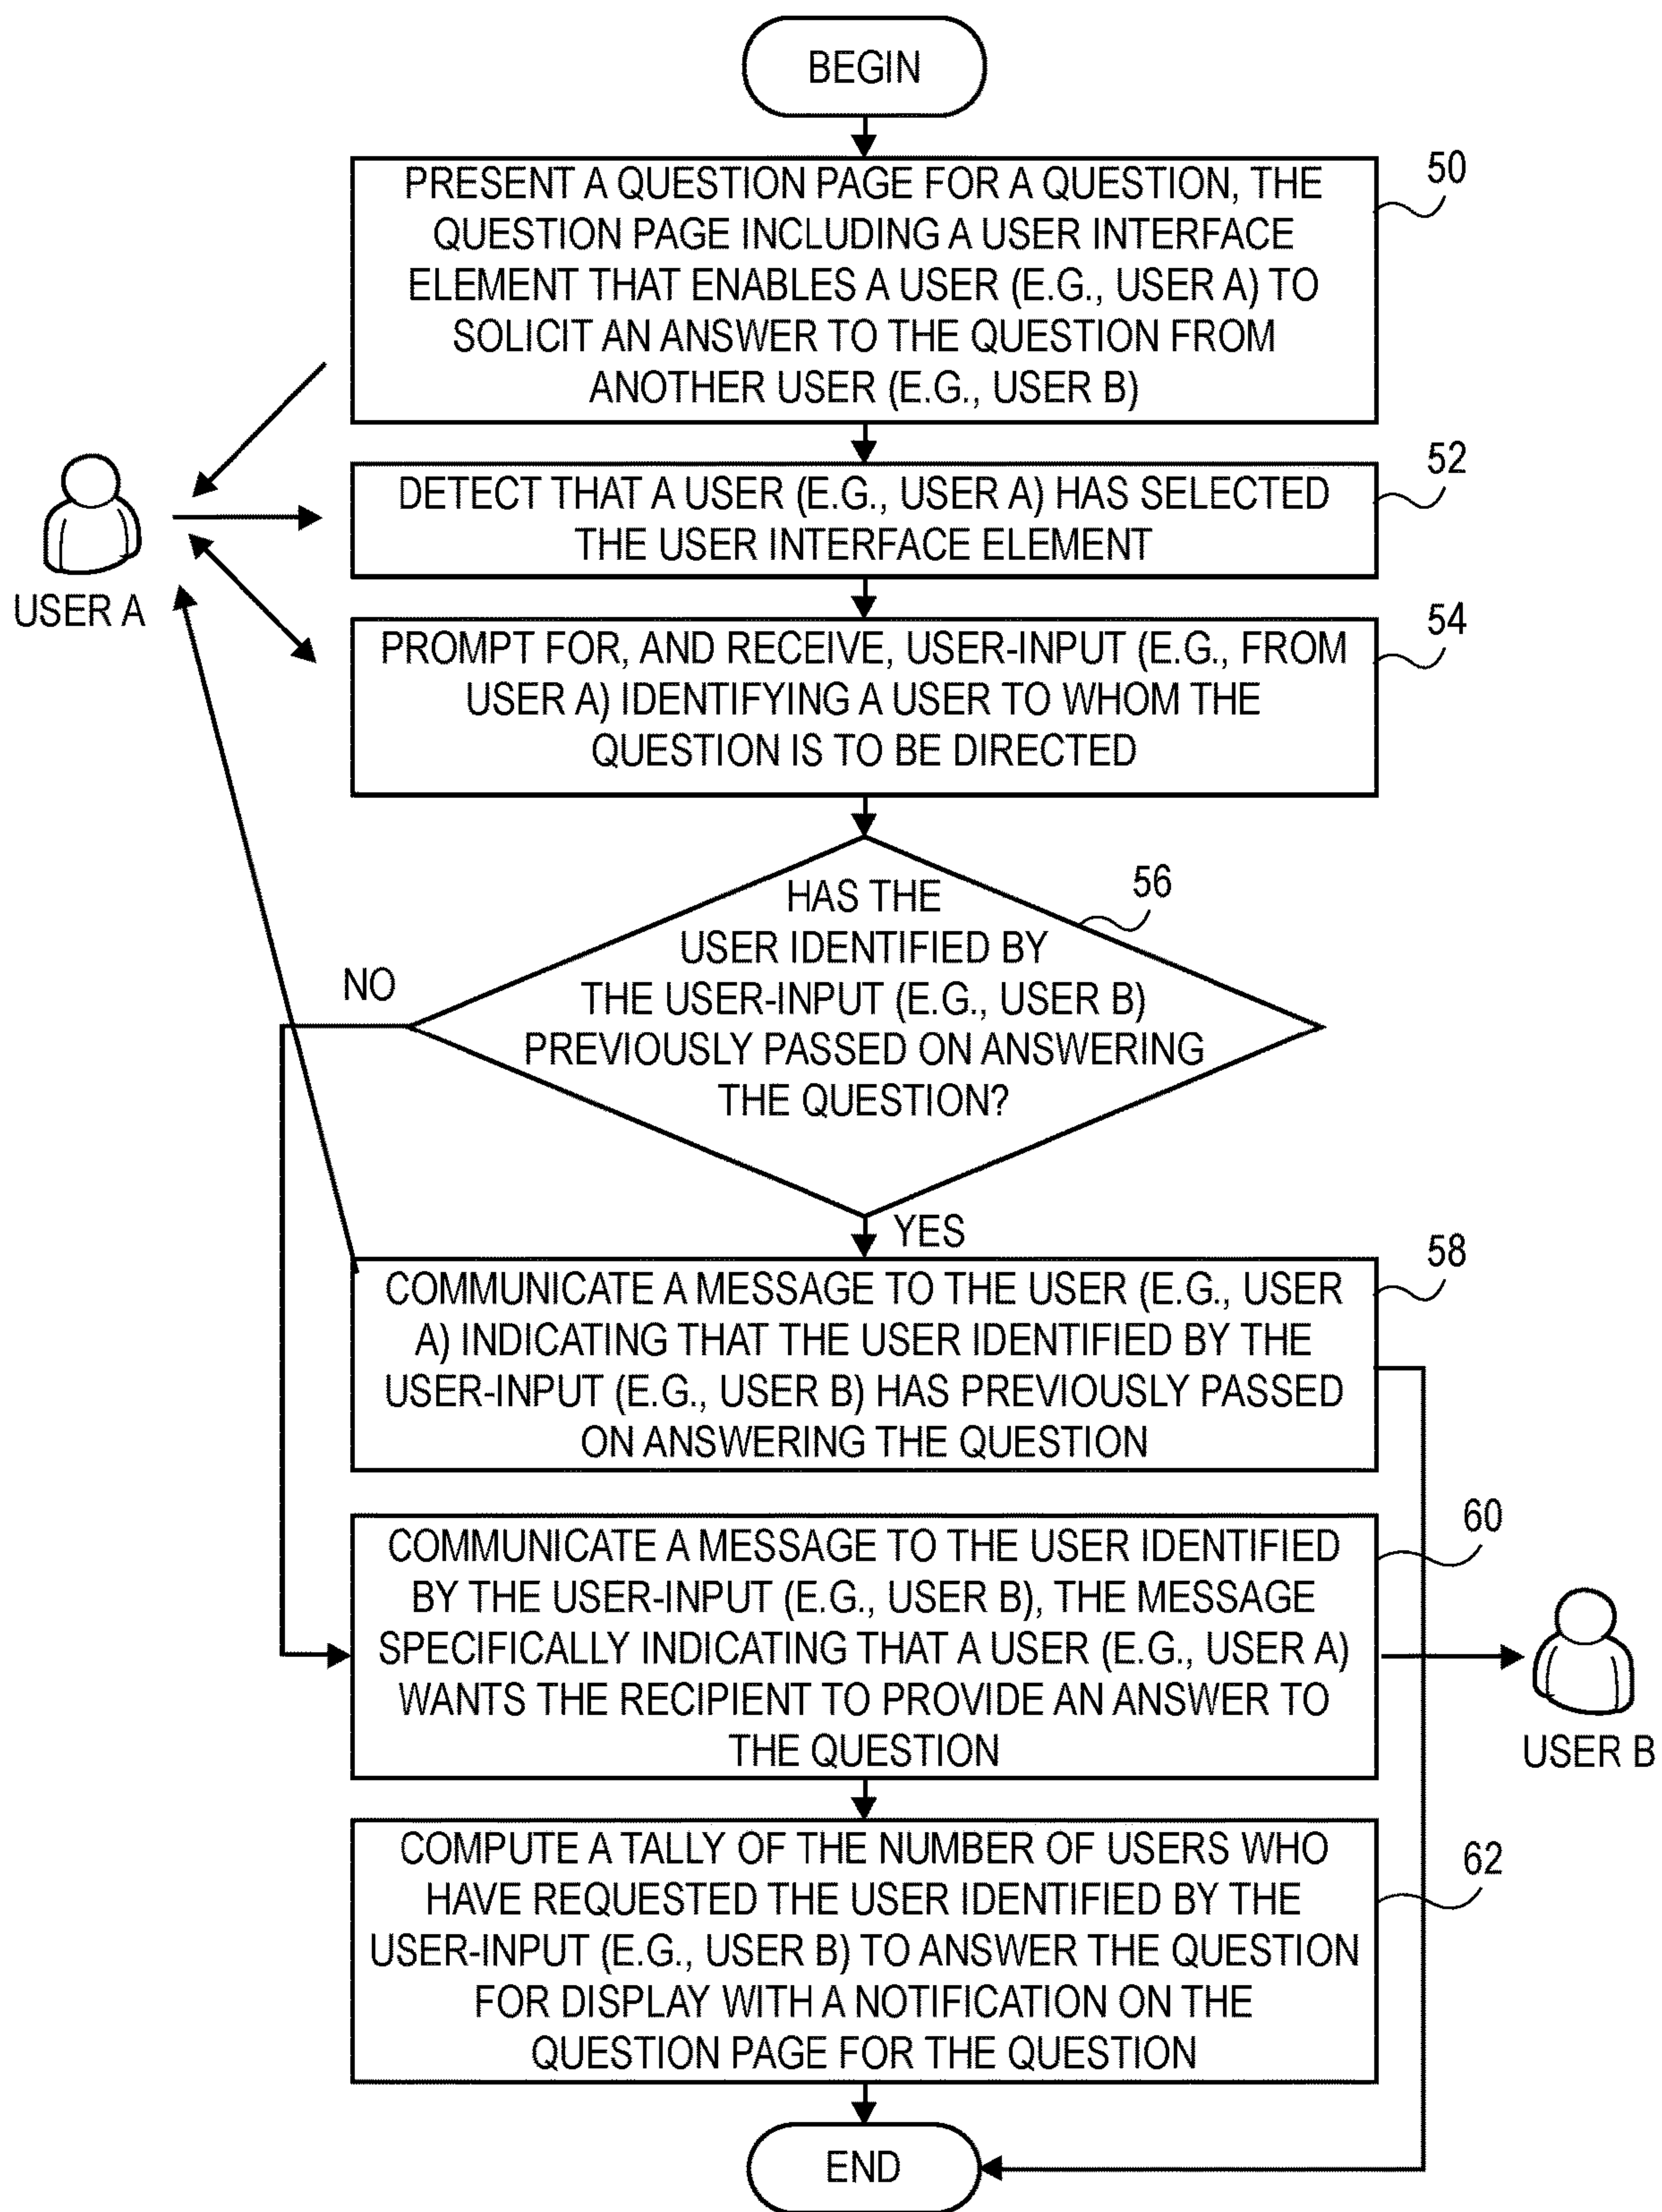 BEGIN
PRESENT A QUESTION PAGE FOR A QUESTION, THE
QUESTION PAGE INCLUDING A USER INTERFACE
ELEMENT THAT ENABLES A USER (E.G., USER A) TO
SOLICIT AN ANSWER TO THE QUESTION FROM
ANOTHER USER (E.G., USER B)
50
DETECT THAT A USER (E.G., USER A) HAS SELECTED
THE USER INTERFACE ELEMENT
52
USER A
PROMPT FOR, AND RECEIVE, USER-INPUT (E.G., FROM
USER A) IDENTIFYING A USER TO WHOM THE
QUESTION IS TO BE DIRECTED
54
HAS THE
USER IDENTIFIED BY
THE USER-INPUT (E.G., USER B)
PREVIOUSLY PASSED ON ANSWERING
THE QUESTION?
56
NO
YES
COMMUNICATE A MESSAGE TO THE USER (E.G., USER
A) INDICATING THAT THE USER IDENTIFIED BY THE
USER-INPUT (E.G., USER B) HAS PREVIOUSLY PASSED
ON ANSWERING THE QUESTION
58
COMMUNICATE A MESSAGE TO THE USER IDENTIFIED
BY THE USER-INPUT (E.G., USER B), THE MESSAGE
SPECIFICALLY INDICATING THAT A USER (E.G., USER A)
WANTS THE RECIPIENT TO PROVIDE AN ANSWER TO
THE QUESTION
60
USER B
COMPUTE A TALLY OF THE NUMBER OF USERS WHO
HAVE REQUESTED THE USER IDENTIFIED BY THE
USER-INPUT (E.G., USER B) TO ANSWER THE QUESTION
FOR DISPLAY WITH A NOTIFICATION ON THE
QUESTION PAGE FOR THE QUESTION
62
END